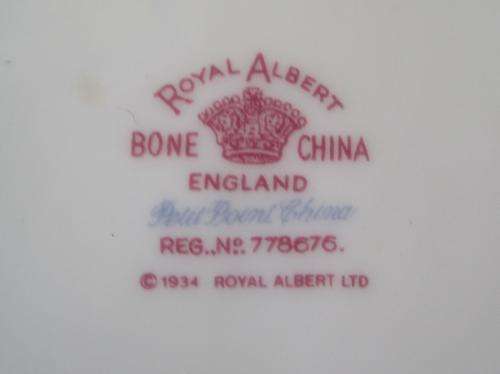 ROYAL ALBERT
BONE CHINA
ENGLAND
Petit Point China
REG..No. 778676.
© 1934 ROYAL ALBERT LTD